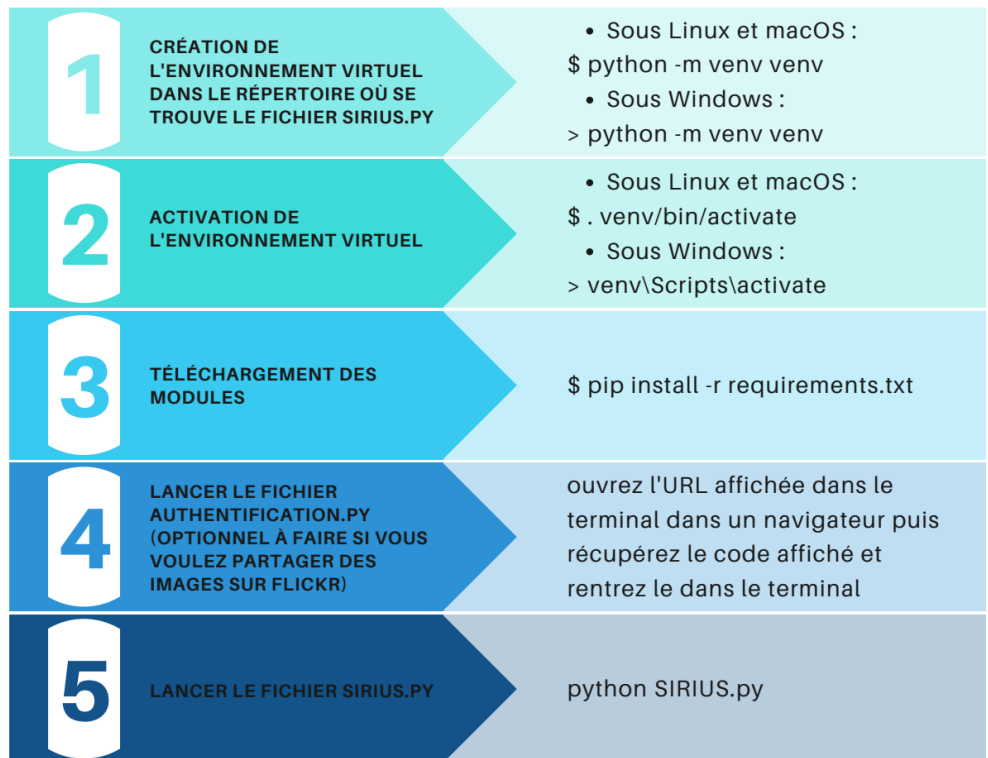 1
CRÉATION DE
L'ENVIRONNEMENT VIRTUEL
DANS LE RÉPERTOIRE OÙ SE
TROUVE LE FICHIER SIRIUS.PY
• Sous Linux et macOS :
$ python -m venv venv
• Sous Windows :
> python -m venv venv
2
ACTIVATION DE
L'ENVIRONNEMENT VIRTUEL
• Sous Linux et macOS :
$ . venv/bin/activate
• Sous Windows :
> venv\Scripts\activate
3
TÉLÉCHARGEMENT DES
MODULES
$ pip install -r requirements.txt
4
LANCER LE FICHIER
AUTHENTIFICATION.PY
(OPTIONNEL À FAIRE SI VOUS
VOULEZ PARTAGER DES
IMAGES SUR FLICKR)
ouvrez l'URL affichée dans le
terminal dans un navigateur puis
récupérez le code affiché et
rentrez le dans le terminal
5
LANCER LE FICHIER SIRIUS.PY
python SIRIUS.py